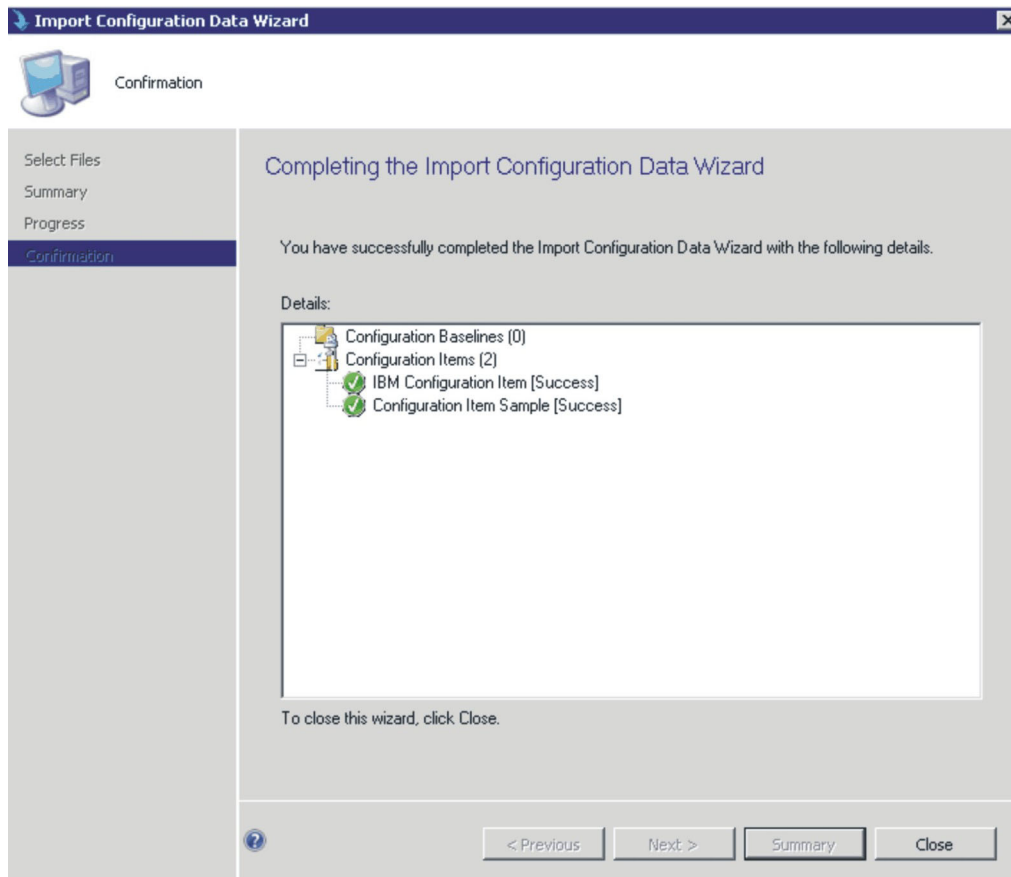 Import Configuration Data Wizard
Confirmation
Select Files
Summary
Progress
Confirmation
Completing the Import Configuration Data Wizard
You have successfully completed the Import Configuration Data Wizard with the following details.
Details:
Configuration Baselines (0)
Configuration Items (2)
IBM Configuration Item [Success]
Configuration Item Sample [Success]
To close this wizard, click Close.
< Previous
Next >
Summary
Close